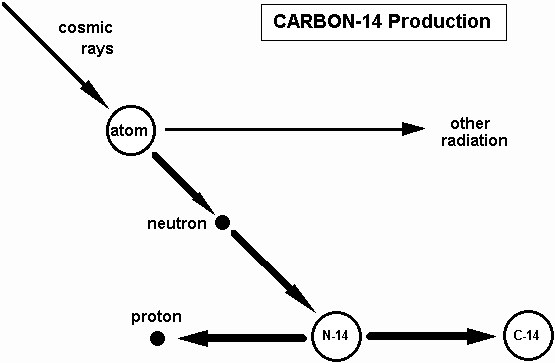 CARBON-14 Production
cosmic
rays
atom
other
radiation
neutron
proton
N-14
C-14